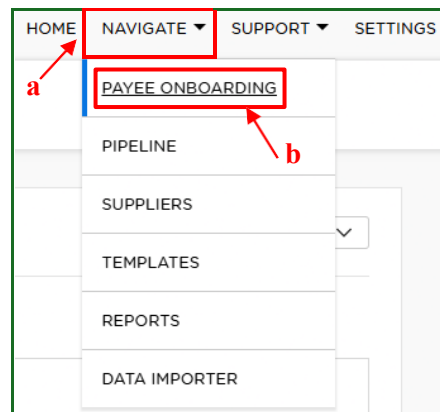 HOME NAVIGATE SUPPORT SETTINGS
a
PAYEE ONBOARDING
b
PIPELINE
SUPPLIERS
TEMPLATES
REPORTS
DATA IMPORTER